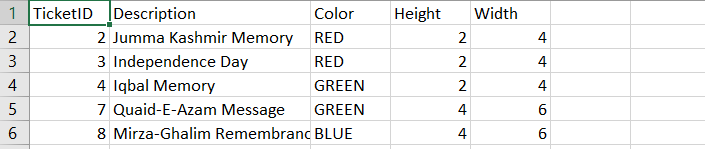 1 TicketID Description Color Height Width
2 2 Jumma Kashmir Memory RED 2 4
3 3 Independence Day RED 2 4
4 4 Iqbal Memory GREEN 2 4
5 7 Quaid-E-Azam Message GREEN 4 6
6 8 Mirza-Ghalim Remembranc BLUE 4 6